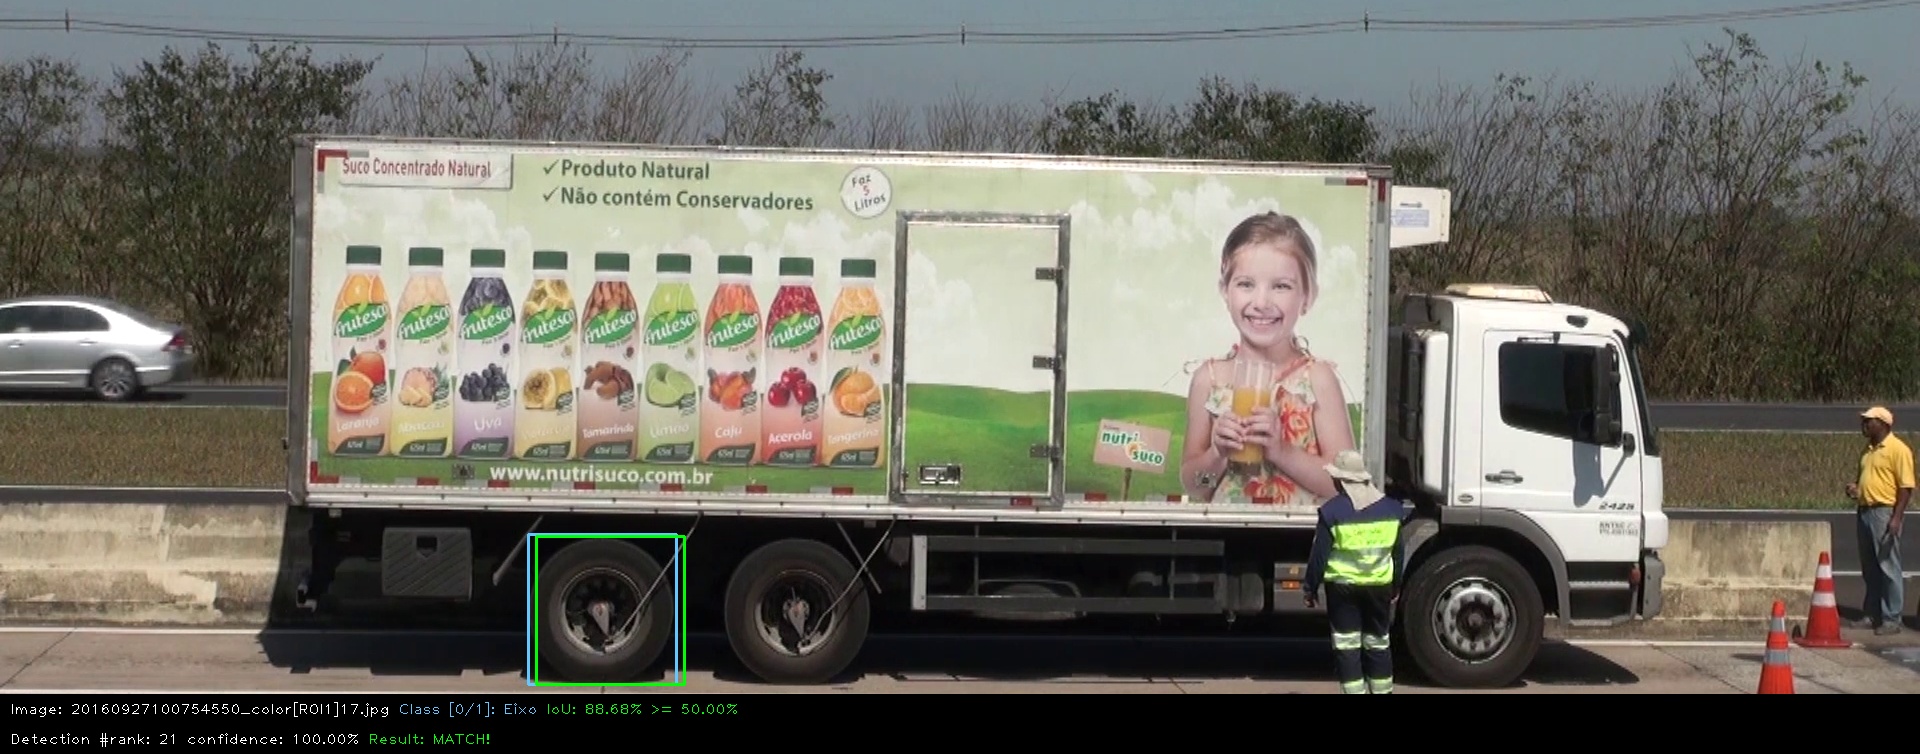 Suco Concentrado Natural
✓Produto Natural
✓Não contém Conservadores
Faz
5
Litros
frutesco frutesco frutesco frutesco frutesco frutesco frutesco frutesco frutesco
Laranja Abacaxi Uva Tamarindo Limão Caju Acerola Tangerina
nutri
suco
www.nutrisuco.com.br
2425
Image: 20160927100754550_color[ROI1]17.jpg Class [0/1]: Eixo IoU: 88.68% >= 50.00%
Detection #rank: 21 confidence: 100.00% Result: MATCH!